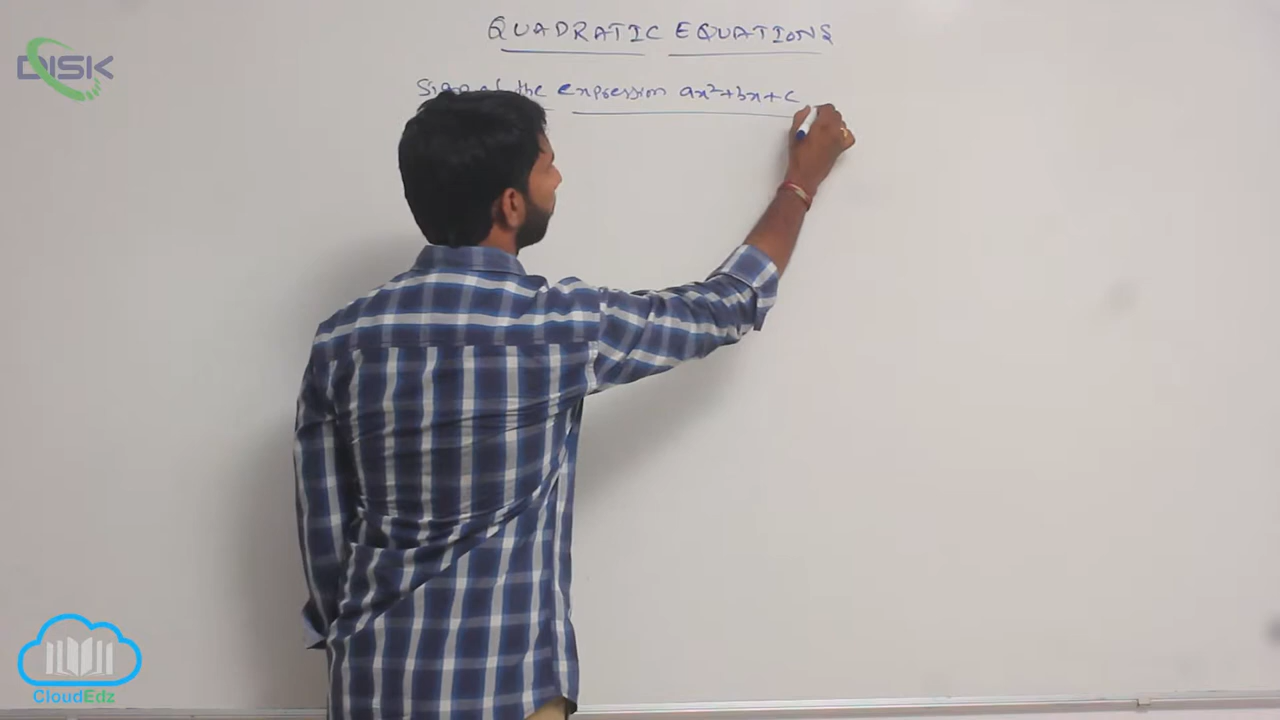 QUADRATIC EQUATIONS
DISK
Sign of the expression ax²+bx+c
CloudEdz